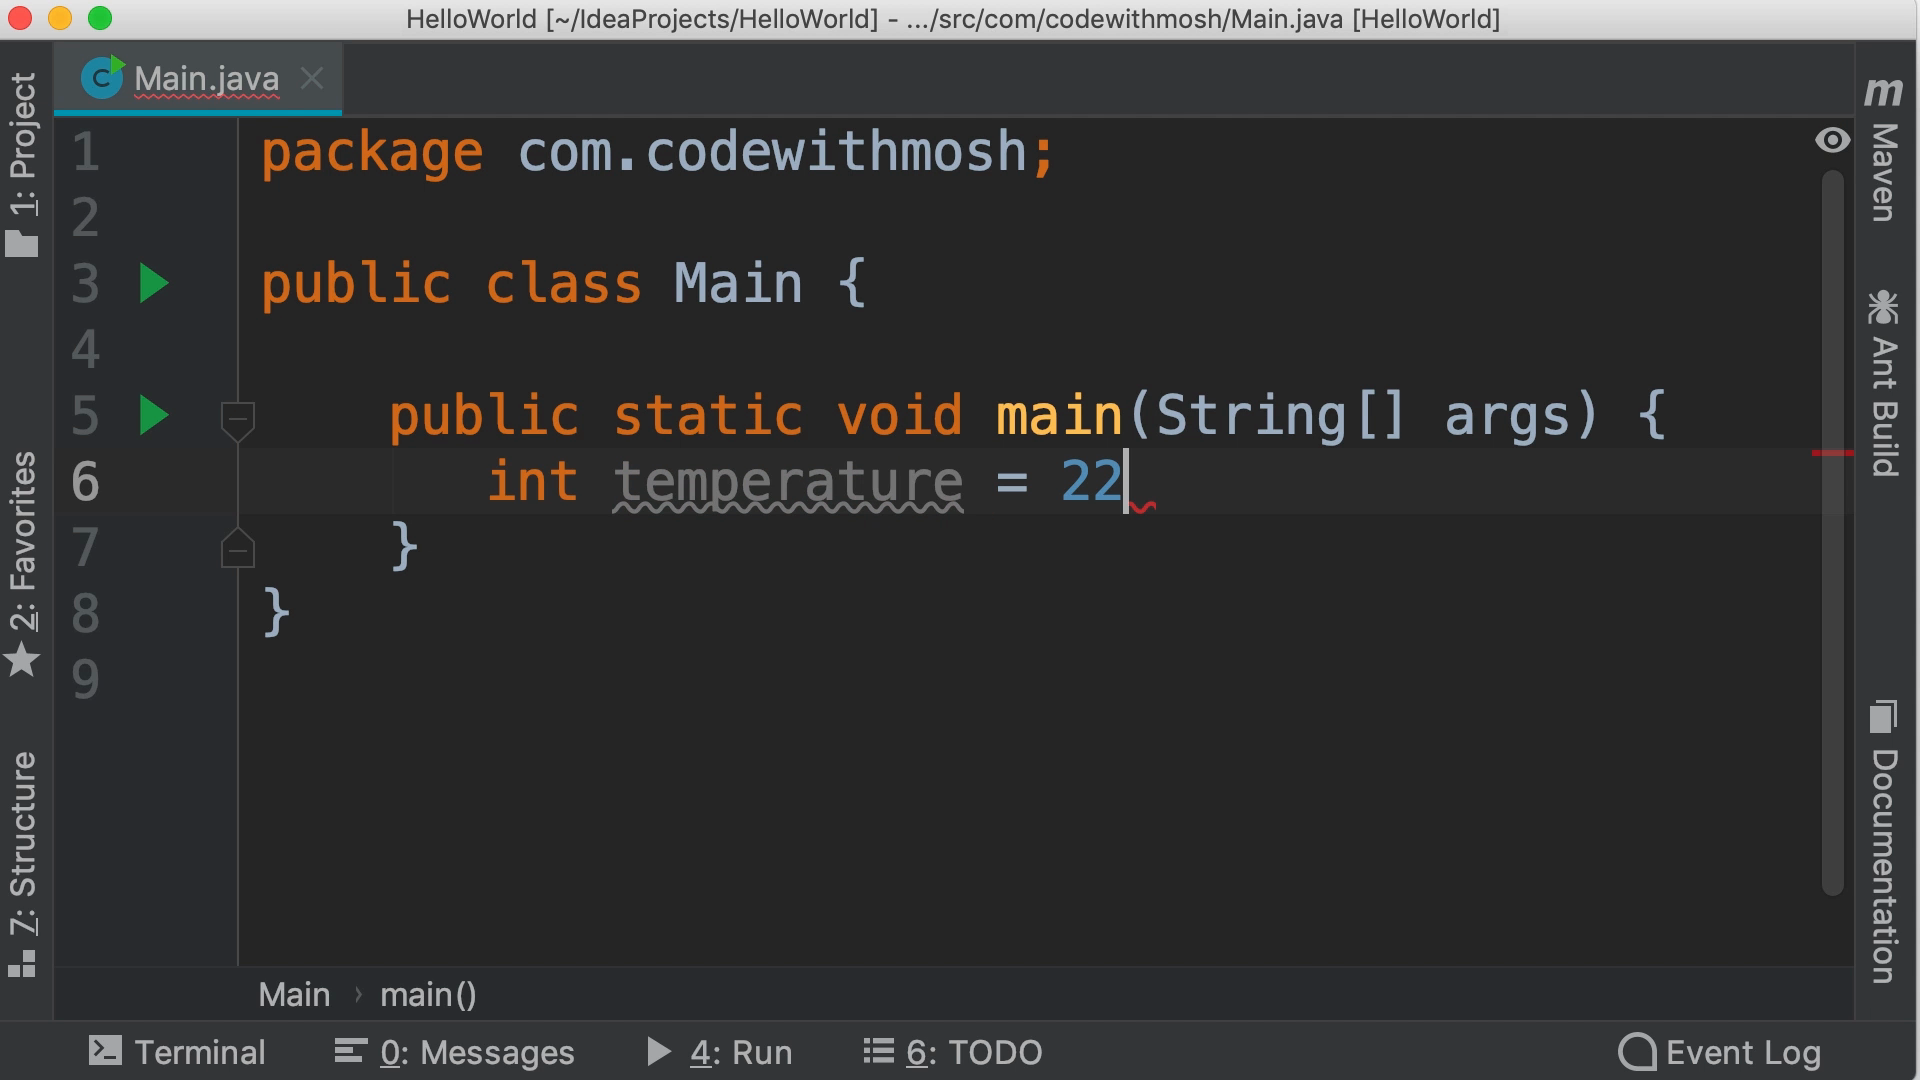 HelloWorld [~/IdeaProjects/HelloWorld] - .../src/com/codewithmosh/Main.java [HelloWorld]
Main.java
1: Project
2: Favorites
7: Structure
1 package com.codewithmosh;
2
3 public class Main {
4
5 public static void main(String[] args) {
6 int temperature = 22
7 }
8 }
9
m Maven
Ant Build
Documentation
Main › main()
Terminal 0: Messages 4: Run 6: TODO Event Log